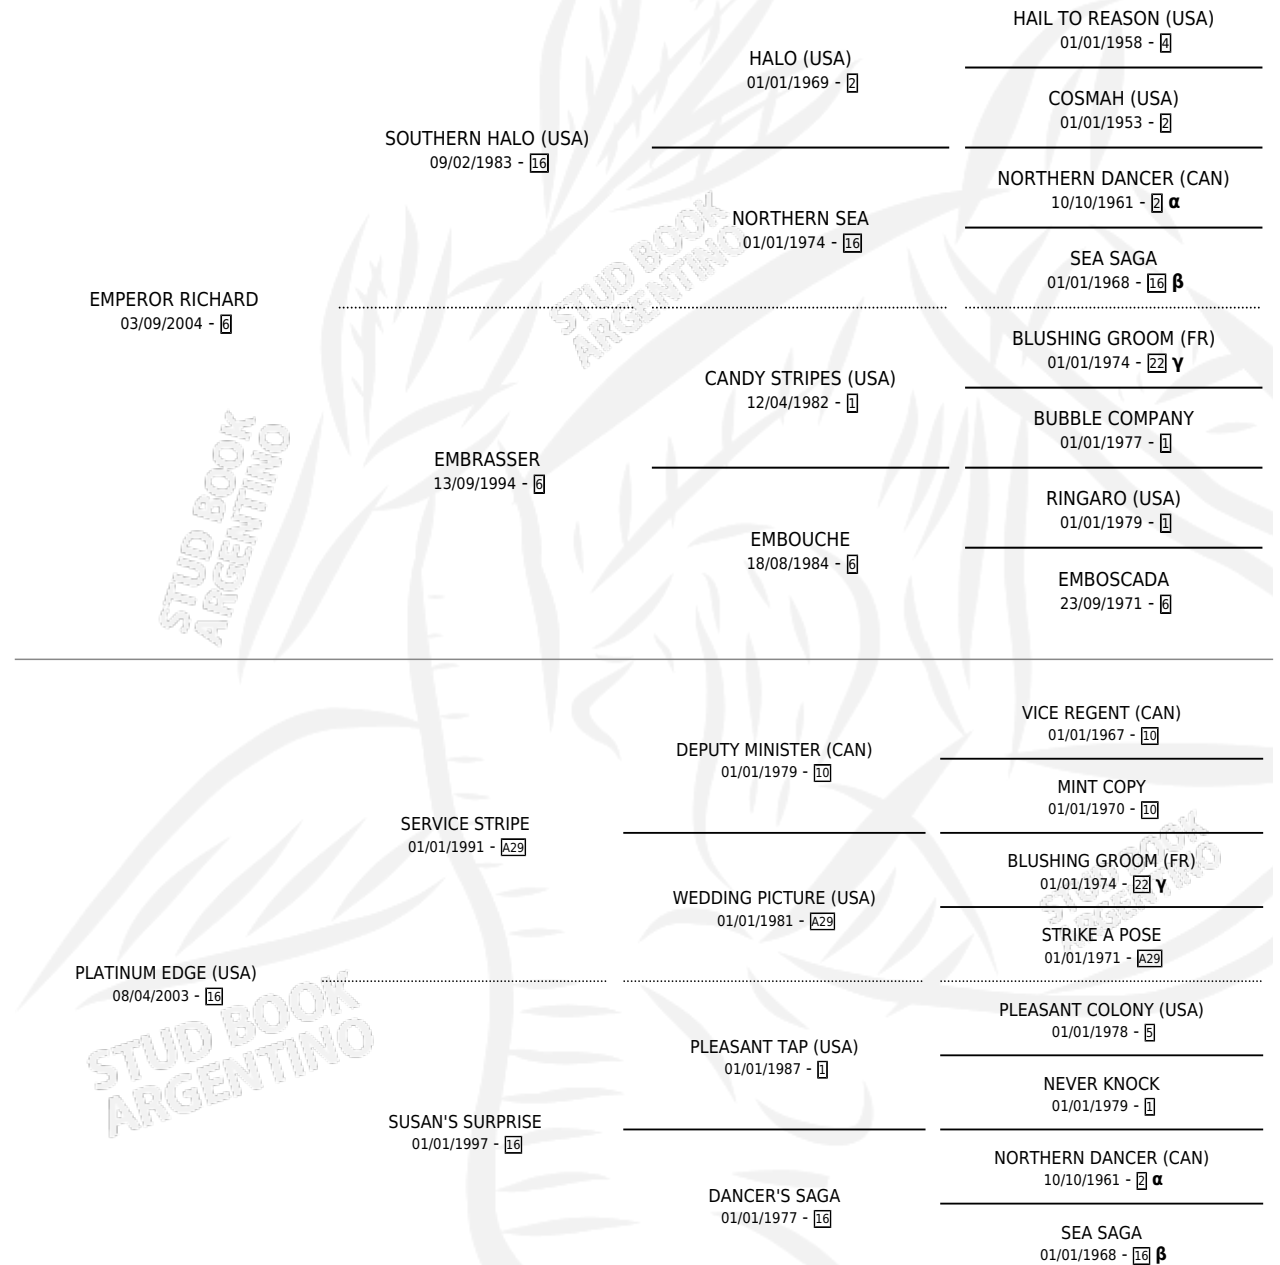 HAIL TO REASON (USA)
01/01/1958 - 4
HALO (USA)
01/01/1969 - 2
COSMAH (USA)
01/01/1953 - 2
SOUTHERN HALO (USA)
09/02/1983 - 16
NORTHERN DANCER (CAN)
10/10/1961 - 2 α
NORTHERN SEA
01/01/1974 - 16
SEA SAGA
01/01/1968 - 16 β
EMPEROR RICHARD
03/09/2004 - 6
STUD BOOK
ARGENTINO
BLUSHING GROOM (FR)
01/01/1974 - 22 γ
CANDY STRIPES (USA)
12/04/1982 - 1
BUBBLE COMPANY
01/01/1977 - 1
EMBRASSER
13/09/1994 - 6
RINGARO (USA)
01/01/1979 - 1
EMBOUCHE
18/08/1984 - 6
EMBOSCADA
23/09/1971 - 6
STUD BOOK
ARGENTINO
VICE REGENT (CAN)
01/01/1967 - 10
DEPUTY MINISTER (CAN)
01/01/1979 - 10
MINT COPY
01/01/1970 - 10
SERVICE STRIPE
01/01/1991 - A29
BLUSHING GROOM (FR)
01/01/1974 - 22 γ
WEDDING PICTURE (USA)
01/01/1981 - A29
STRIKE A POSE
01/01/1971 - A29
STUD BOOK
ARGENTINO
PLATINUM EDGE (USA)
08/04/2003 - 16
STUD BOOK
ARGENTINO
PLEASANT COLONY (USA)
01/01/1978 - 5
PLEASANT TAP (USA)
01/01/1987 - 1
NEVER KNOCK
01/01/1979 - 1
SUSAN'S SURPRISE
01/01/1997 - 16
NORTHERN DANCER (CAN)
10/10/1961 - 2 α
DANCER'S SAGA
01/01/1977 - 16
SEA SAGA
01/01/1968 - 16 β